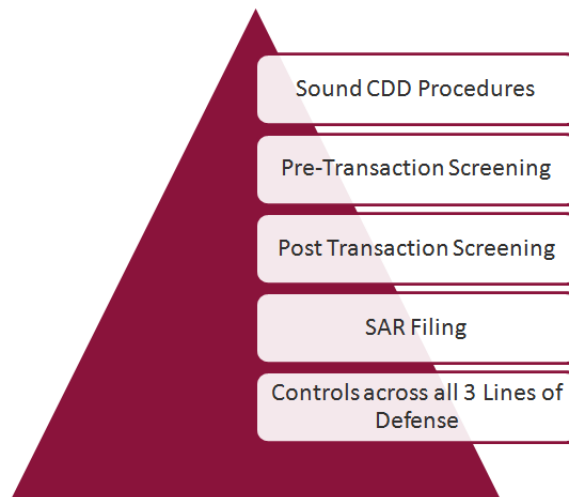 Sound CDD Procedures
Pre-Transaction Screening
Post Transaction Screening
SAR Filing
Controls across all 3 Lines of
Defense